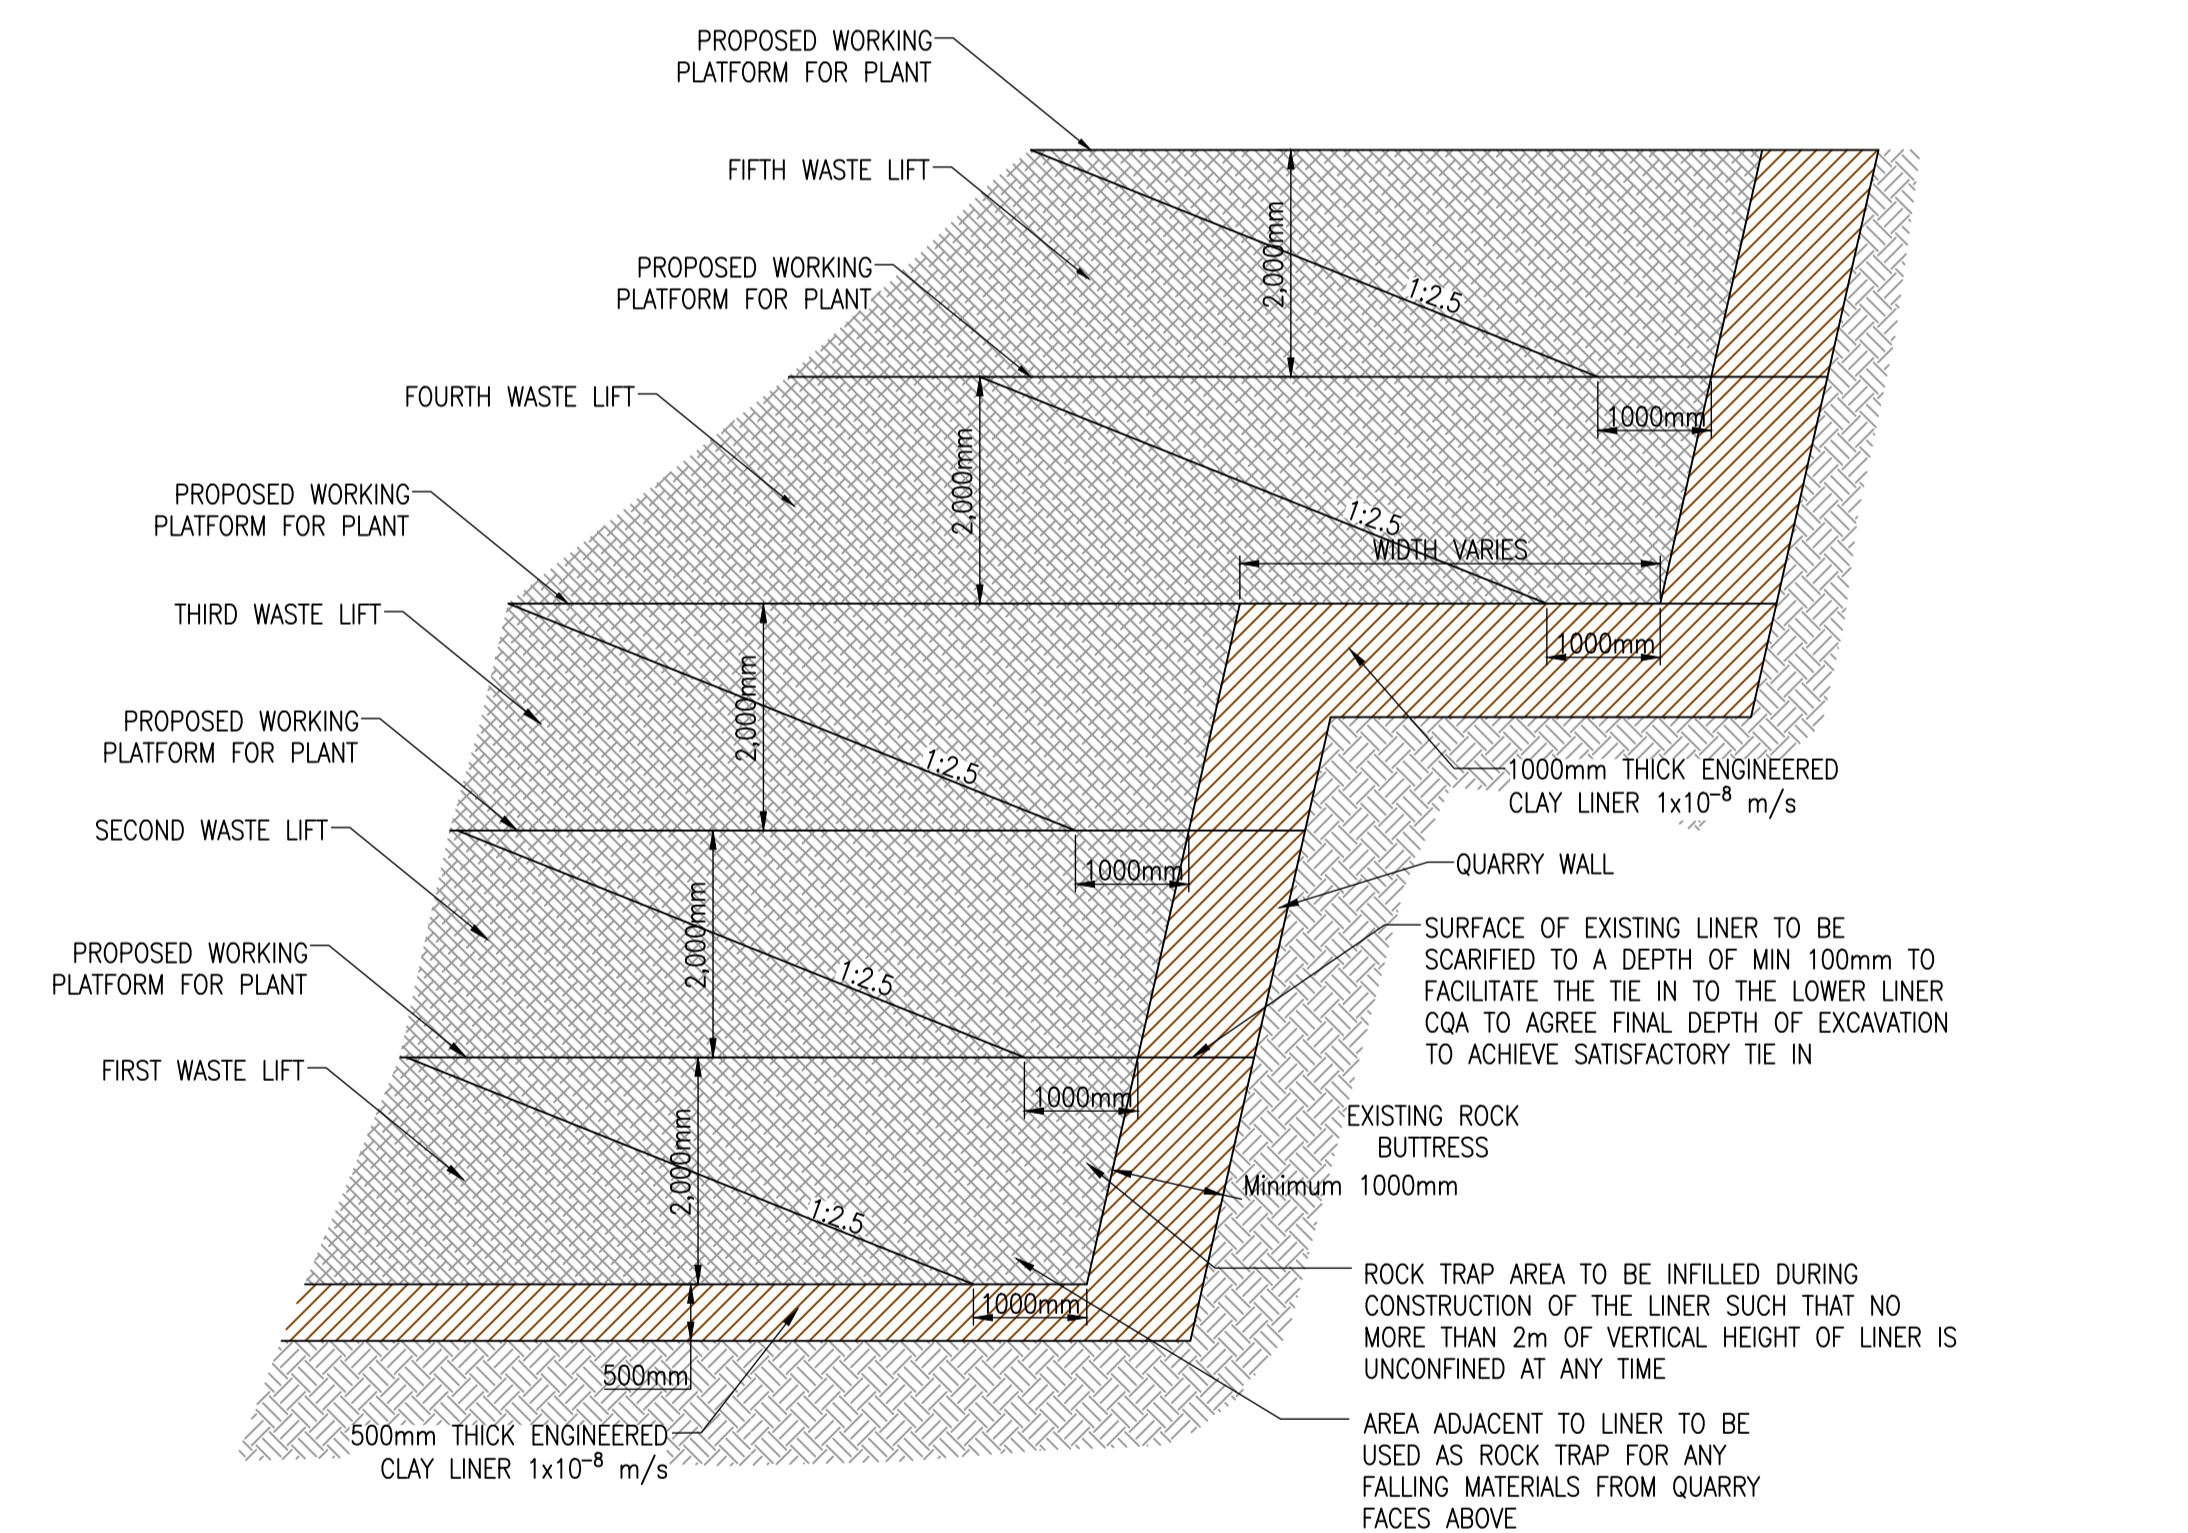 PROPOSED WORKING
PLATFORM FOR PLANT
FIFTH WASTE LIFT
2,000mm
1:2.5
PROPOSED WORKING
PLATFORM FOR PLANT
1000mm
FOURTH WASTE LIFT
2,000mm
1:2.5
WIDTH VARIES
PROPOSED WORKING
PLATFORM FOR PLANT
1000mm
THIRD WASTE LIFT
2,000mm
1:2.5
PROPOSED WORKING
PLATFORM FOR PLANT
1000mm THICK ENGINEERED
CLAY LINER 1x10⁻⁸ m/s
SECOND WASTE LIFT
1000mm
QUARRY WALL
2,000mm
1:2.5
SURFACE OF EXISTING LINER TO BE
SCARIFIED TO A DEPTH OF MIN 100mm TO
FACILITATE THE TIE IN TO THE LOWER LINER
CQA TO AGREE FINAL DEPTH OF EXCAVATION
TO ACHIEVE SATISFACTORY TIE IN
PROPOSED WORKING
PLATFORM FOR PLANT
FIRST WASTE LIFT
1000mm
EXISTING ROCK
BUTTRESS
Minimum 1000mm
2,000mm
1:2.5
ROCK TRAP AREA TO BE INFILLED DURING
CONSTRUCTION OF THE LINER SUCH THAT NO
MORE THAN 2m OF VERTICAL HEIGHT OF LINER IS
UNCONFINED AT ANY TIME
1000mm
500mm
500mm THICK ENGINEERED
CLAY LINER 1x10⁻⁸ m/s
AREA ADJACENT TO LINER TO BE
USED AS ROCK TRAP FOR ANY
FALLING MATERIALS FROM QUARRY
FACES ABOVE